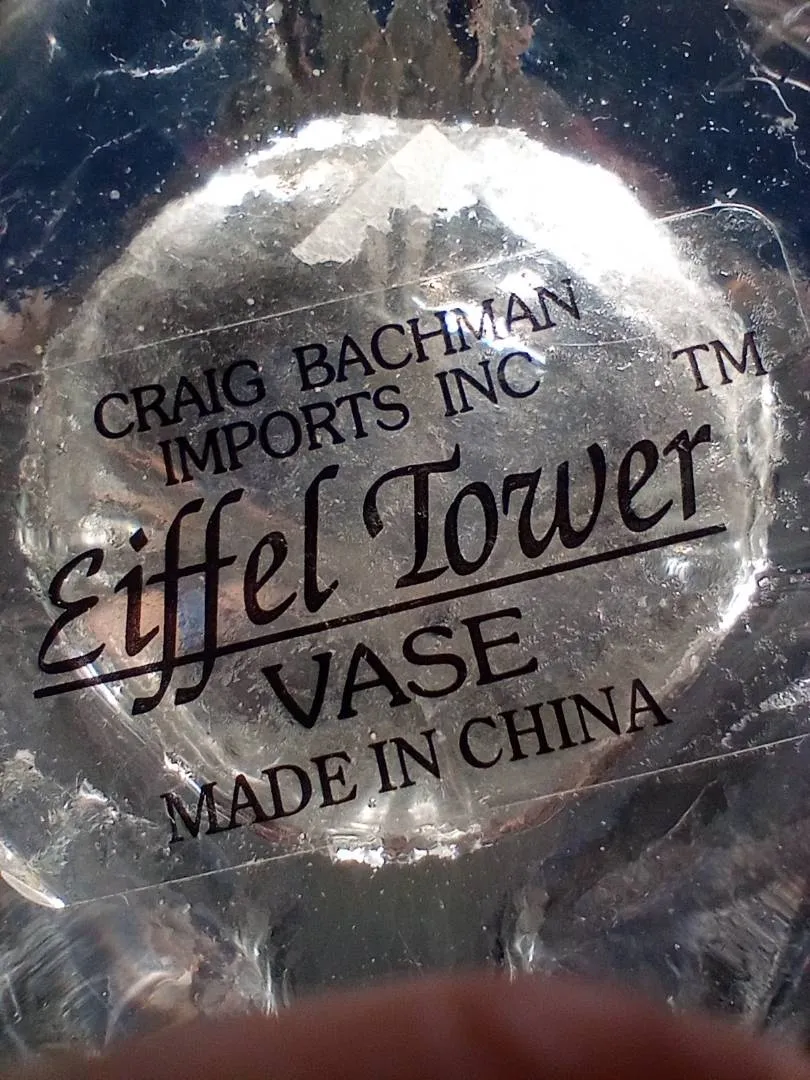 CRAIG BACHMAN
IMPORTS INC
TM
Eiffel Tower
VASE
MADE IN CHINA